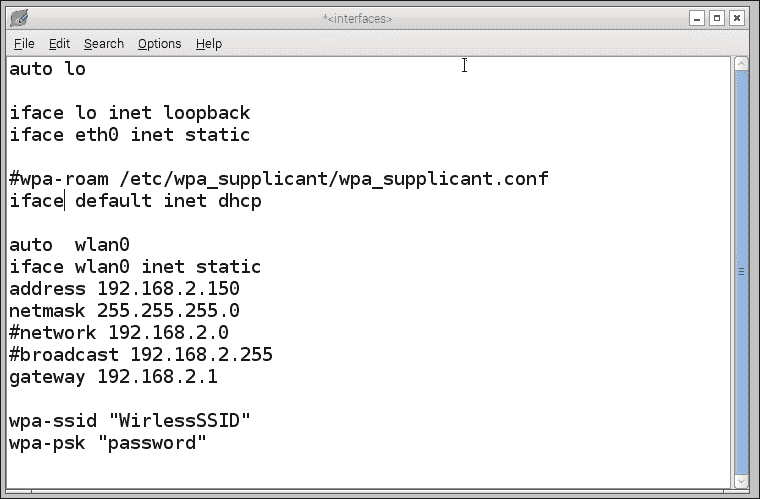 *<interfaces>
File Edit Search Options Help
auto lo
iface lo inet loopback
iface eth0 inet static
#wpa-roam /etc/wpa_supplicant/wpa_supplicant.conf
iface default inet dhcp
auto  wlan0
iface wlan0 inet static
address 192.168.2.150
netmask 255.255.255.0
#network 192.168.2.0
#broadcast 192.168.2.255
gateway 192.168.2.1
wpa-ssid "WirlessSSID"
wpa-psk "password"